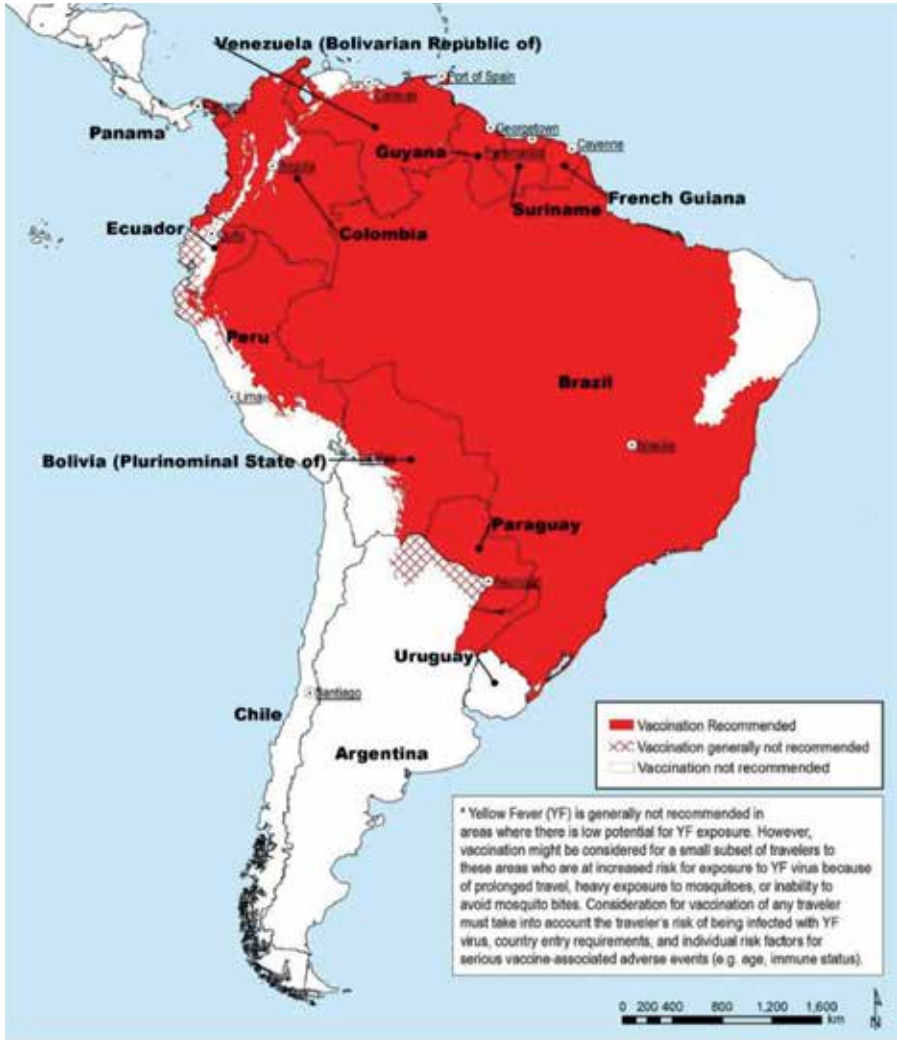 Venezuela (Bolivarian Republic of)
Port of Spain
Caracas
Panama
Panama
Georgetown
Cayenne
Guyana
Paramaribo
Bogota
French Guiana
Suriname
Ecuador
Quito
Colombia
Peru
Brazil
Lima
Brasilia
Bolivia (Plurinominal State of)
Paraguay
Asuncion
Uruguay
Santiago
Chile
Argentina
Vaccination Recommended
Vaccination generally not recommended
Vaccination not recommended
* Yellow Fever (YF) is generally not recommended in
areas where there is low potential for YF exposure. However,
vaccination might be considered for a small subset of travelers to
these areas who are at increased risk for exposure to YF virus because
of prolonged travel, heavy exposure to mosquitoes, or inability to
avoid mosquito bites. Consideration for vaccination of any traveler
must take into account the traveler's risk of being infected with YF
virus, country entry requirements, and individual risk factors for
serious vaccine-associated adverse events (e.g. age, immune status).
0 200 400 800 1,200 1,600
km
N